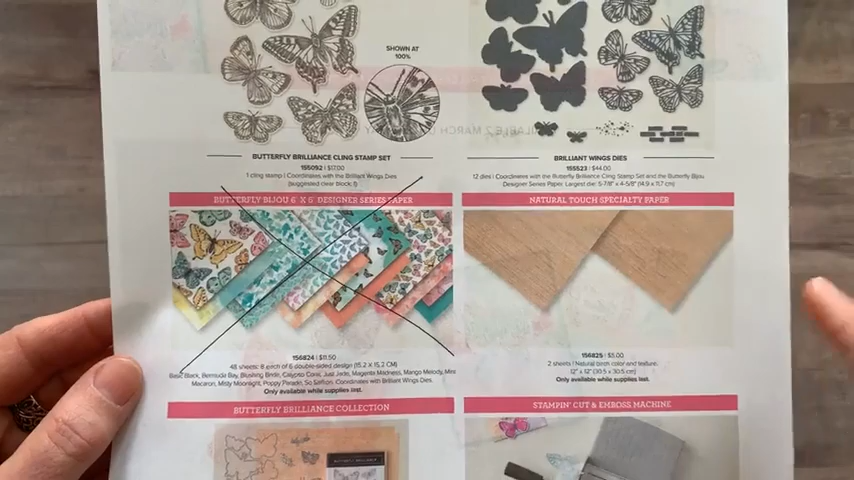 SHOWN AT
100%
BUTTERFLY BRILLIANCE CLING STAMP SET
155092 | $17.00
1 cling stamp | Coordinates with the Brilliant Wings Dies
(suggested clear block: I)
BRILLIANT WINGS DIES
155523 | $44.00
12 dies | Coordinates with the Butterfly Brilliance Cling Stamp Set and the Butterfly Bijou
Designer Series Paper. Largest die: 5-7/8" x 4-5/8" (14.9 x 11.7 cm)
BUTTERFLY BIJOU 6" X 6" DESIGNER SERIES PAPER
NATURAL TOUCH SPECIALTY PAPER
156824 | $11.50
48 sheets: 8 each of 6 double-sided design (15.2 X 15.2 CM)
Basic Black, Bermuda Bay, Blushing Bride, Calypso Coral, Just Jade, Magenta Madness, Mango Melody, Mint
Macaron, Misty Moonlight, Poppy Parade, So Saffron. Coordinates with Brilliant Wings Dies.
Only available while supplies last.
156825 | $5.00
2 sheets | Natural birch color and texture.
12" x 12" (30.5 x 30.5 cm)
Only available while supplies last.
BUTTERFLY BRILLIANCE COLLECTION
STAMPIN' CUT & EMBOSS MACHINE
BUTTERFLY BRILLIANCE